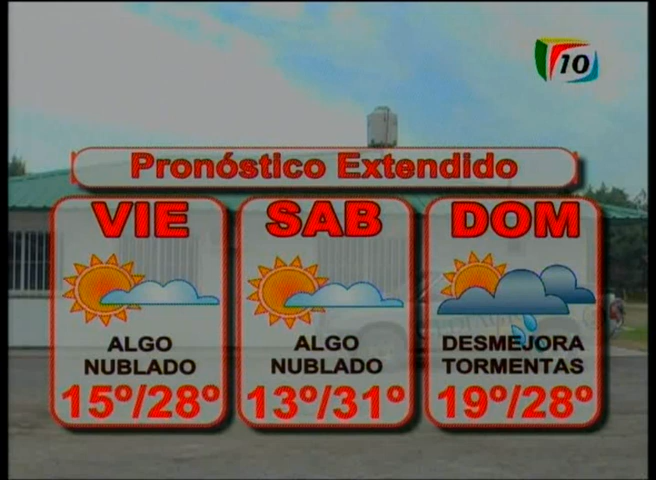 10
Pronóstico Extendido
VIE
ALGO
NUBLADO
15º/28º
SAB
ALGO
NUBLADO
13º/31º
DOM
DESMEJORA
TORMENTAS
19º/28º